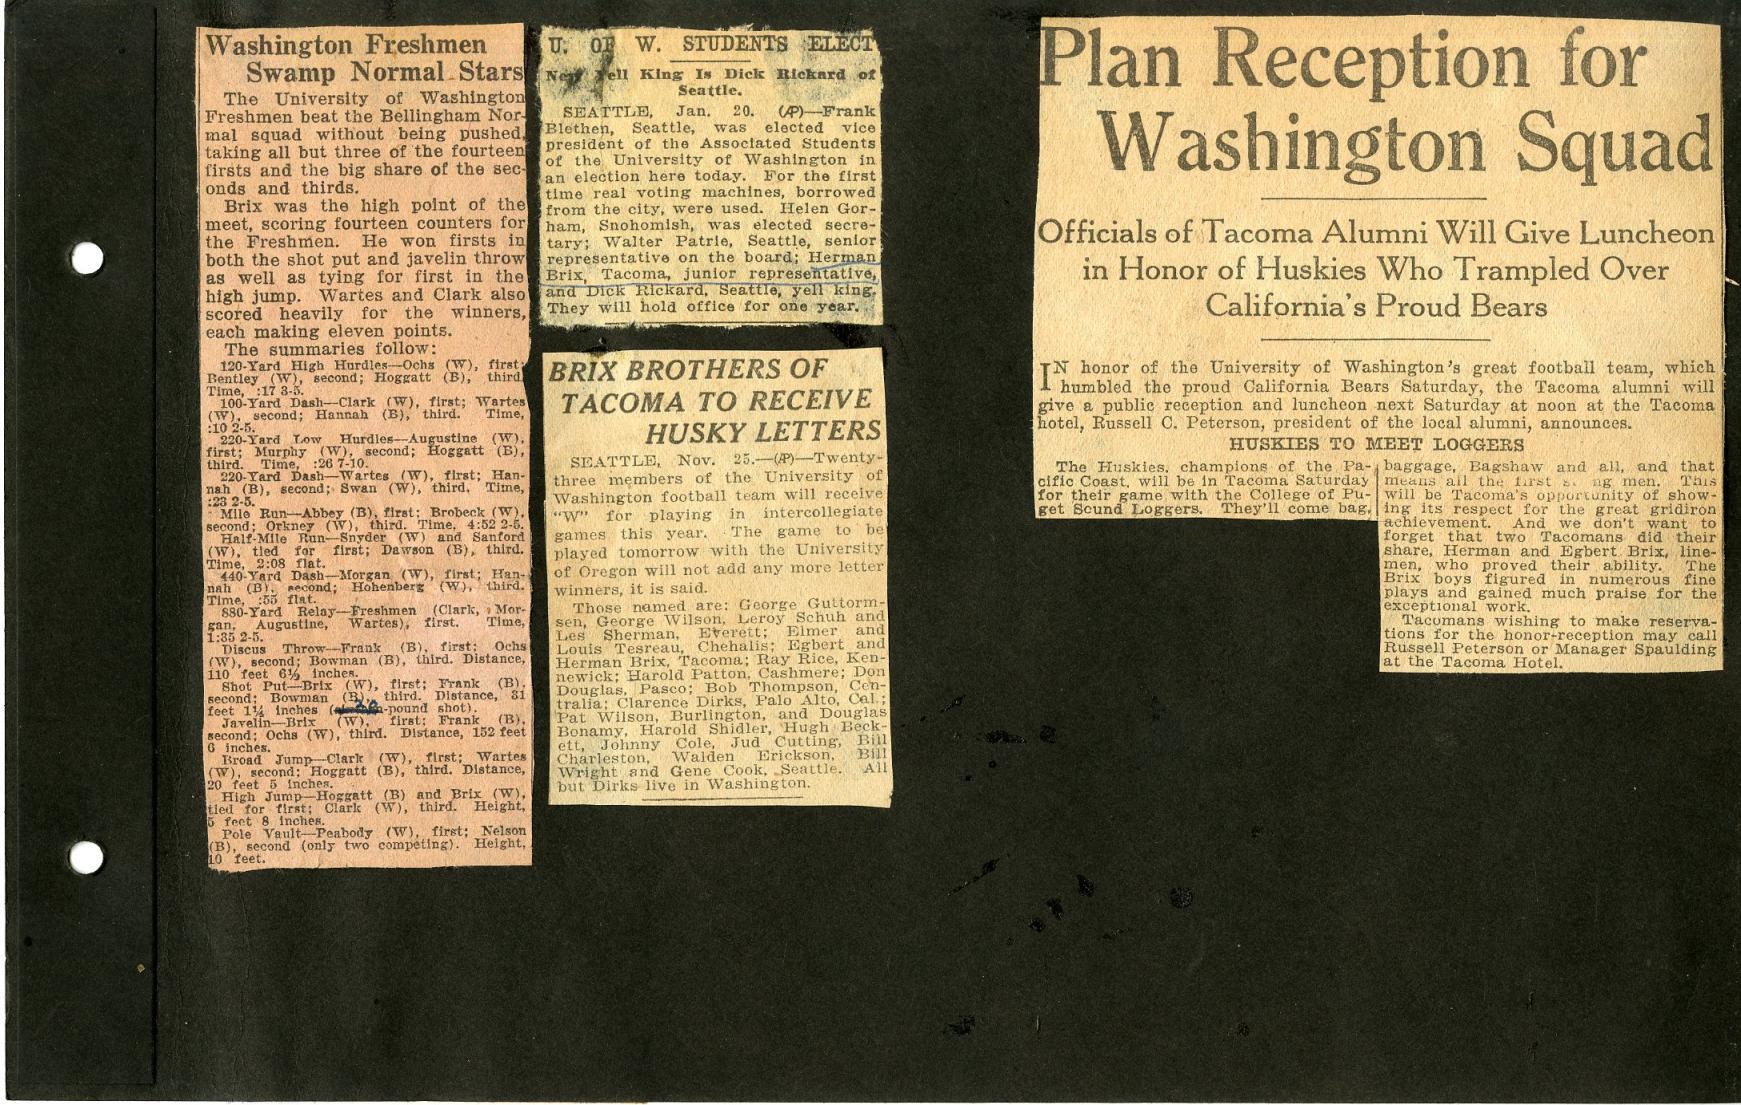 Washington Freshmen
Swamp Normal Stars
The University of Washington
Freshmen beat the Bellingham Nor-
mal squad without being pushed,
taking all but three of the fourteen
firsts and the big share of the sec-
onds and thirds.
Brix was the high point of the
meet, scoring fourteen counters for
the Freshmen. He won firsts in
both the shot put and javelin throw
as well as tying for first in the
high jump. Wartes and Clark also
scored heavily for the winners,
each making eleven points.
The summaries follow:
120-Yard High Hurdles—Ochs (W), first;
Bentley (W), second; Hoggatt (B), third.
Time, :17 3-5.
100-Yard Dash—Clark (W), first; Wartes
(W), second; Hannah (B), third. Time,
:10 2-5.
220-Yard Low Hurdles—Augustine (W),
first; Murphy (W), second; Hoggatt (B),
third. Time, :26 7-10.
220-Yard Dash—Wartes (W), first; Han-
nah (B), second; Swan (W), third. Time,
:23 2-5.
Mile Run—Abbey (B), first; Brobeck (W),
second; Orkney (W), third. Time, 4:52 2-5.
Half-Mile Run—Snyder (W) and Sanford
(W), tied for first; Dawson (B), third.
Time, 2:08 flat.
440-Yard Dash—Morgan (W), first; Han-
nah (B), second; Hohenberg (W), third.
Time, :55 flat.
880-Yard Relay—Freshmen (Clark, Mor-
gan, Augustine, Wartes), first. Time,
1:35 2-5.
Discus Throw—Frank (B), first; Ochs
(W), second; Bowman (B), third. Distance,
110 feet 6½ inches.
Shot Put—Brix (W), first; Frank (B),
second; Bowman (B), third. Distance, 31
feet 1¼ inches (-pound shot).
Javelin—Brix (W), first; Frank (B),
second; Ochs (W), third. Distance, 152 feet
6 inches.
Broad Jump—Clark (W), first; Wartes
(W), second; Hoggatt (B), third. Distance,
20 feet 5 inches.
High Jump—Hoggatt (B) and Brix (W),
tied for first; Clark (W), third. Height,
5 feet 8 inches.
Pole Vault—Peabody (W), first; Nelson
(B), second (only two competing). Height,
10 feet.
U. OF W. STUDENTS ELECT
New Yell King Is Dick Rickard of
Seattle.
SEATTLE, Jan. 20. (AP)—Frank
Blethen, Seattle, was elected vice
president of the Associated Students
of the University of Washington in
an election here today. For the first
time real voting machines, borrowed
from the city, were used. Helen Gor-
ham, Snohomish, was elected secre-
tary; Walter Patrie, Seattle, senior
representative on the board; Herman
Brix, Tacoma, junior representative,
and Dick Rickard, Seattle, yell king.
They will hold office for one year.
BRIX BROTHERS OF
TACOMA TO RECEIVE
HUSKY LETTERS
SEATTLE, Nov. 25.—(AP)—Twenty-
three members of the University of
Washington football team will receive
"W" for playing in intercollegiate
games this year. The game to be
played tomorrow with the University
of Oregon will not add any more letter
winners, it is said.
Those named are: George Guttorm-
sen, George Wilson, Leroy Schuh and
Les Sherman, Everett; Elmer and
Louis Tesreau, Chehalis; Egbert and
Herman Brix, Tacoma; Ray Rice, Ken-
newick; Harold Patton, Cashmere; Don
Douglas, Pasco; Bob Thompson, Cen-
tralia; Clarence Dirks, Palo Alto, Cal.;
Pat Wilson, Burlington, and Douglas
Bonamy, Harold Shidler, Hugh Beck-
ett, Johnny Cole, Jud Cutting, Bill
Charleston, Walden Erickson, Bill
Wright and Gene Cook, Seattle. All
but Dirks live in Washington.
Plan Reception for
Washington Squad
Officials of Tacoma Alumni Will Give Luncheon
in Honor of Huskies Who Trampled Over
California's Proud Bears
IN honor of the University of Washington's great football team, which
humbled the proud California Bears Saturday, the Tacoma alumni will
give a public reception and luncheon next Saturday at noon at the Tacoma
hotel, Russell C. Peterson, president of the local alumni, announces.
HUSKIES TO MEET LOGGERS
The Huskies, champions of the Pa-
cific Coast, will be in Tacoma Saturday
for their game with the College of Pu-
get Sound Loggers. They'll come bag,
baggage, Bagshaw and all, and that
means all the first men. This
will be Tacoma's opportunity of show-
ing its respect for the great gridiron
achievement. And we don't want to
forget that two Tacomans did their
share, Herman and Egbert Brix, line-
men, who proved their ability. The
Brix boys figured in numerous fine
plays and gained much praise for the
exceptional work.
Tacomans wishing to make reserva-
tions for the honor-reception may call
Russell Peterson or Manager Spaulding
at the Tacoma Hotel.